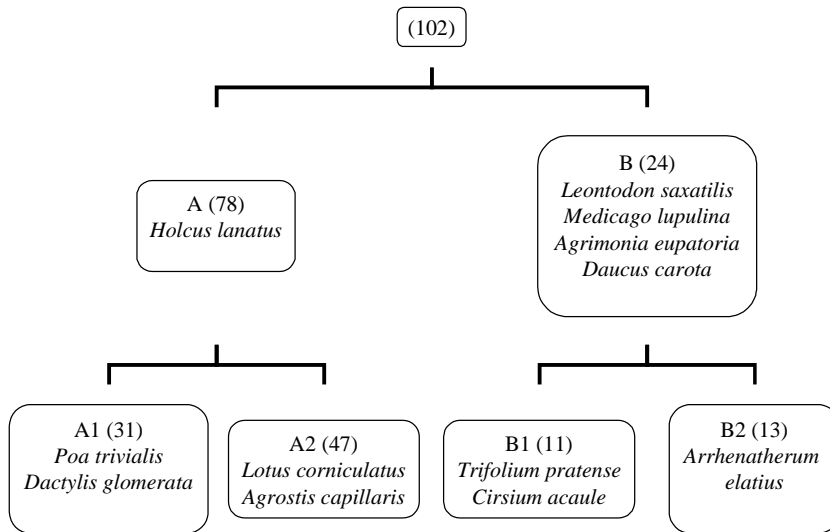 (102)
A (78)
Holcus lanatus
B (24)
Leontodon saxatilis
Medicago lupulina
Agrimonia eupatoria
Daucus carota
A1 (31)
Poa trivialis
Dactylis glomerata
A2 (47)
Lotus corniculatus
Agrostis capillaris
B1 (11)
Trifolium pratense
Cirsium acaule
B2 (13)
Arrhenatherum
elatius